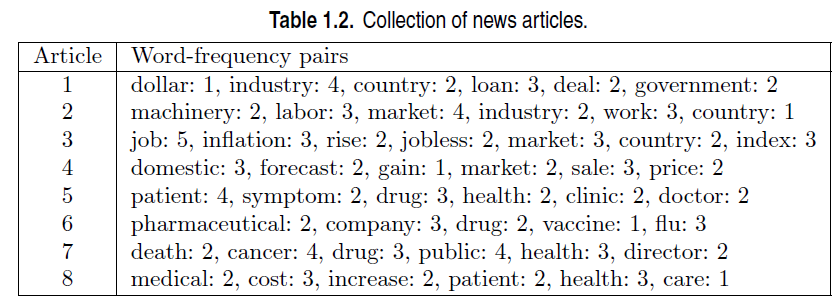 Table 1.2. Collection of news articles.
Article Word-frequency pairs
1 dollar: 1, industry: 4, country: 2, loan: 3, deal: 2, government: 2
2 machinery: 2, labor: 3, market: 4, industry: 2, work: 3, country: 1
3 job: 5, inflation: 3, rise: 2, jobless: 2, market: 3, country: 2, index: 3
4 domestic: 3, forecast: 2, gain: 1, market: 2, sale: 3, price: 2
5 patient: 4, symptom: 2, drug: 3, health: 2, clinic: 2, doctor: 2
6 pharmaceutical: 2, company: 3, drug: 2, vaccine: 1, flu: 3
7 death: 2, cancer: 4, drug: 3, public: 4, health: 3, director: 2
8 medical: 2, cost: 3, increase: 2, patient: 2, health: 3, care: 1